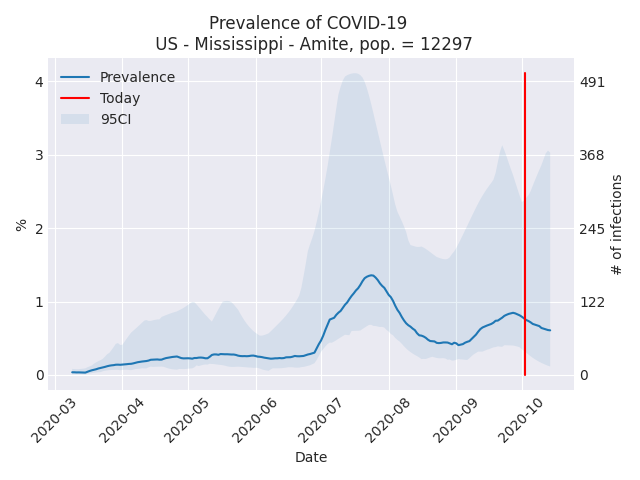 Prevalence of COVID-19
US - Mississippi - Amite, pop. = 12297
Prevalence
Today
95CI
4
3
2
1
0
%
491
368
245
122
0
# of infections
2020-03
2020-04
2020-05
2020-06
2020-07
2020-08
2020-09
2020-10
Date